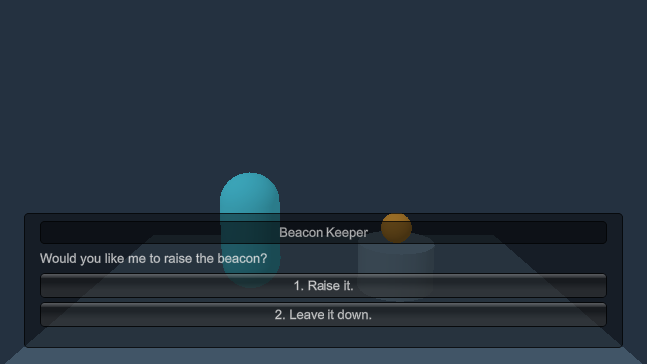 Beacon Keeper
Would you like me to raise the beacon?
1. Raise it.
2. Leave it down.